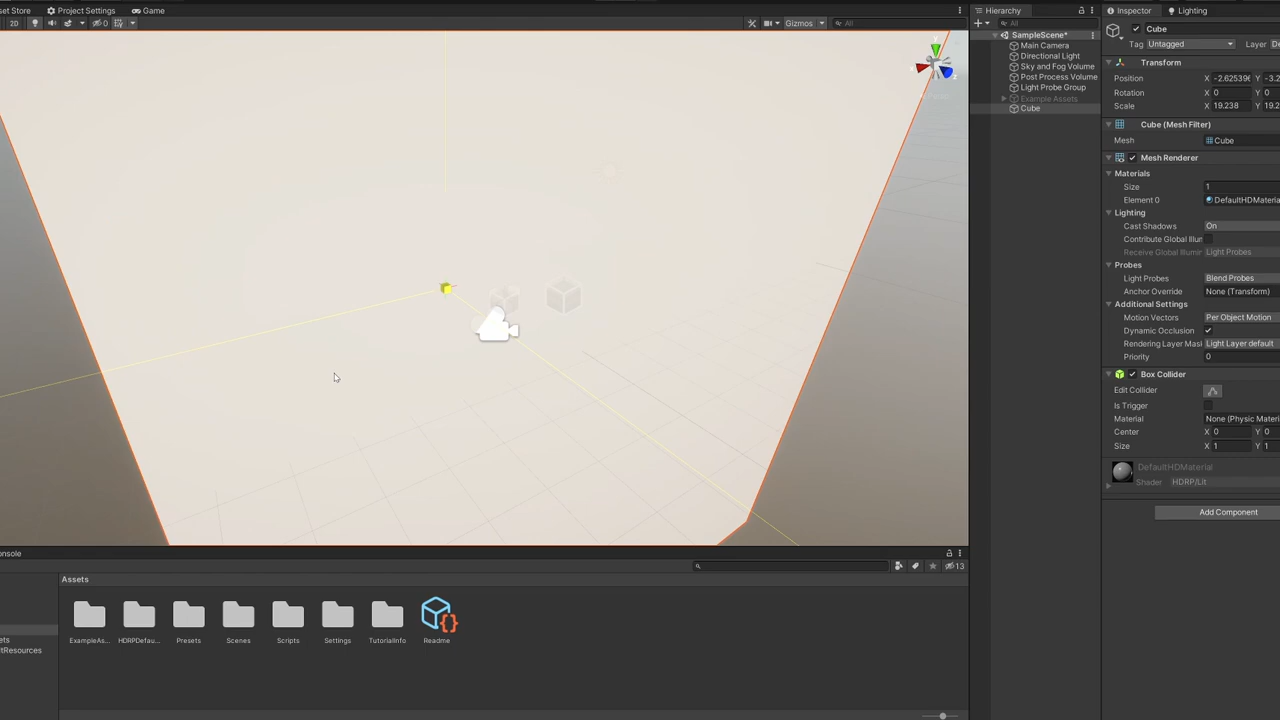 set Store
Project Settings
Game
2D
0
Gizmos
All
Hierarchy
All
SampleScene*
Main Camera
Directional Light
Sky and Fog Volume
Post Process Volume
Light Probe Group
Example Assets
Cube
Inspector
Lighting
Cube
Tag Untagged Layer De
Transform
Position X -2.62539 Y -3.2
Rotation X 0 Y 0
Scale X 19.238 Y 19.2
Cube (Mesh Filter)
Mesh Cube
Mesh Renderer
Materials
Size 1
Element 0 DefaultHDMateria
Lighting
Cast Shadows On
Contribute Global Illum
Receive Global Illumin Light Probes
Probes
Light Probes Blend Probes
Anchor Override None (Transform)
Additional Settings
Motion Vectors Per Object Motion
Dynamic Occlusion
Rendering Layer Mas Light Layer default
Priority 0
Box Collider
Edit Collider
Is Trigger
Material None (Physic Materi
Center X 0 Y 0
Size X 1 Y 1
DefaultHDMaterial
Shader HDRP/Lit
Add Component
onsole
13
Assets
ExampleAs...
HDRPDefau...
Presets
Scenes
Scripts
Settings
TutorialInfo
Readme
ets
tResources